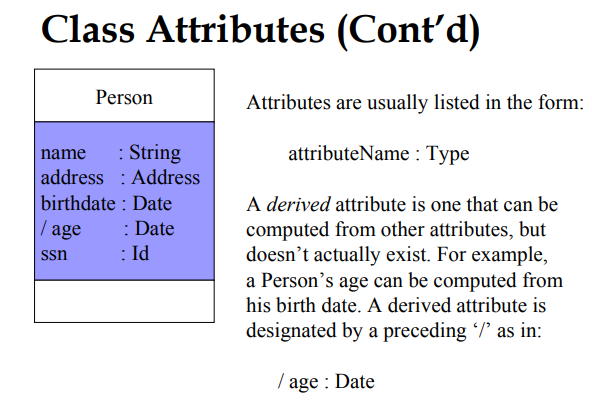 Class Attributes (Cont’d)
Person
name : String
address : Address
birthdate : Date
/ age : Date
ssn : Id
Attributes are usually listed in the form:
attributeName : Type
A derived attribute is one that can be
computed from other attributes, but
doesn’t actually exist. For example,
a Person’s age can be computed from
his birth date. A derived attribute is
designated by a preceding ‘/’ as in:
/ age : Date